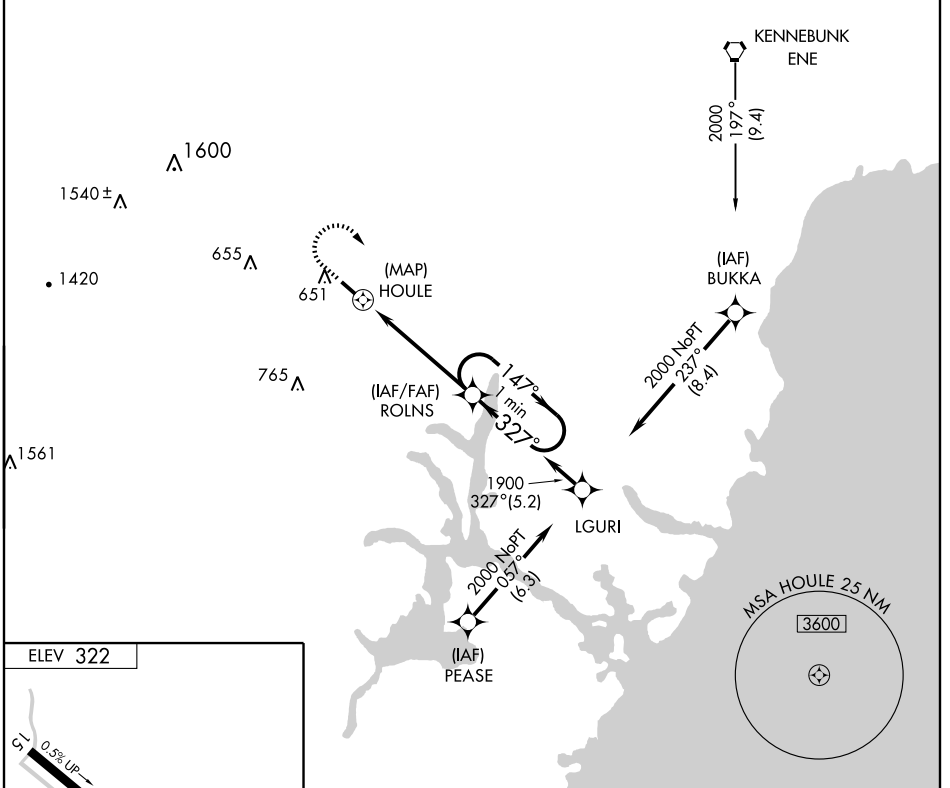 KENNEBUNK
ENE
2000
197°
(9.4)
1600
1540 ±
655
1420
651
(MAP)
HOULE
(IAF)
BUKKA
2000 NoPT
237°
(8.4)
765
(IAF/FAF)
ROLNS
147°
1 min
327°
1561
1900
327°(5.2)
LGURI
2000 NoPT
057°
(6.3)
(IAF)
PEASE
MSA HOULE 25 NM
3600
ELEV 322
15
0.5% UP